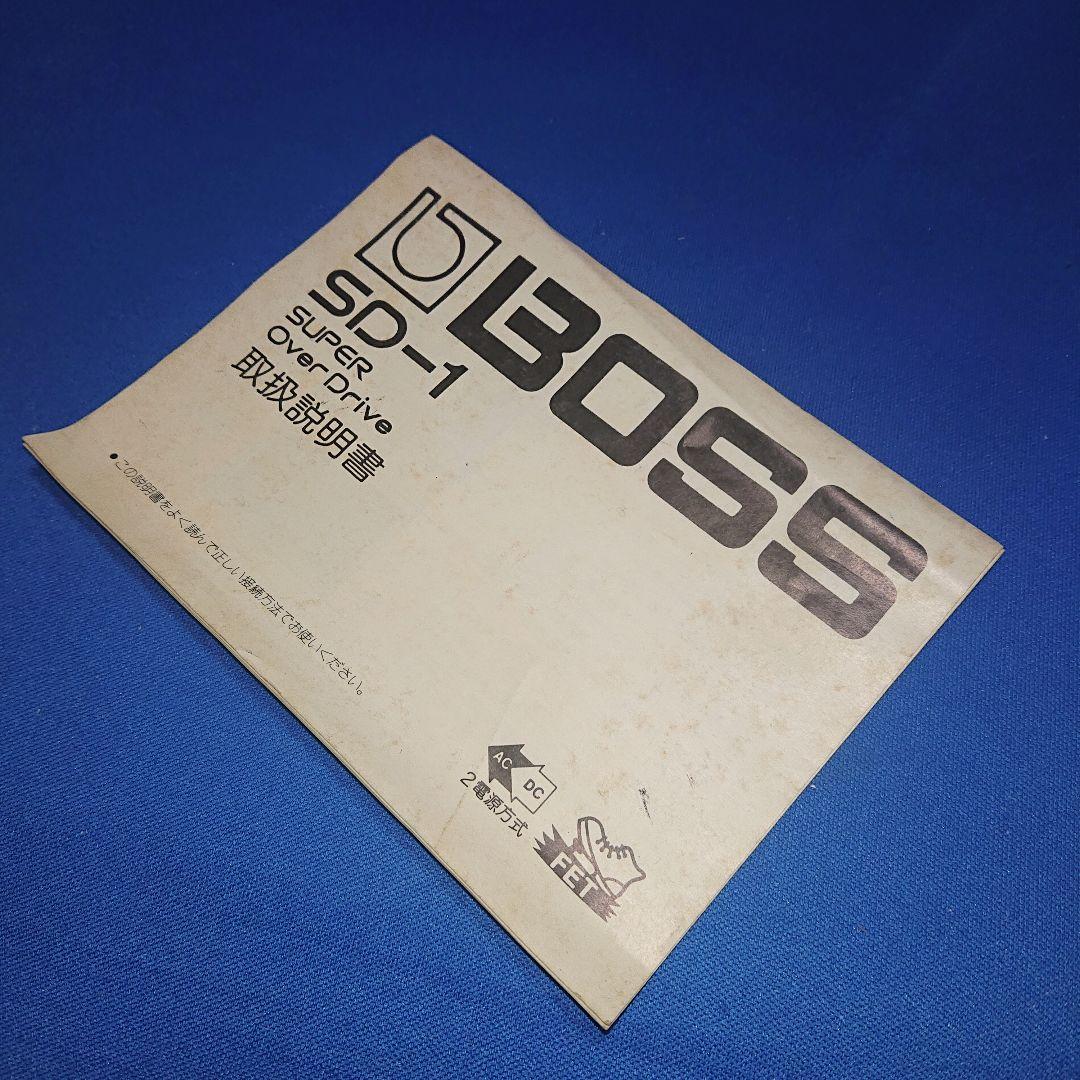 BOSS
SD-1
SUPER
Over Drive
取扱説明書
●この説明書をよく読んで正しい接続方法でお使いください。
AC DC
2電源方式
FET